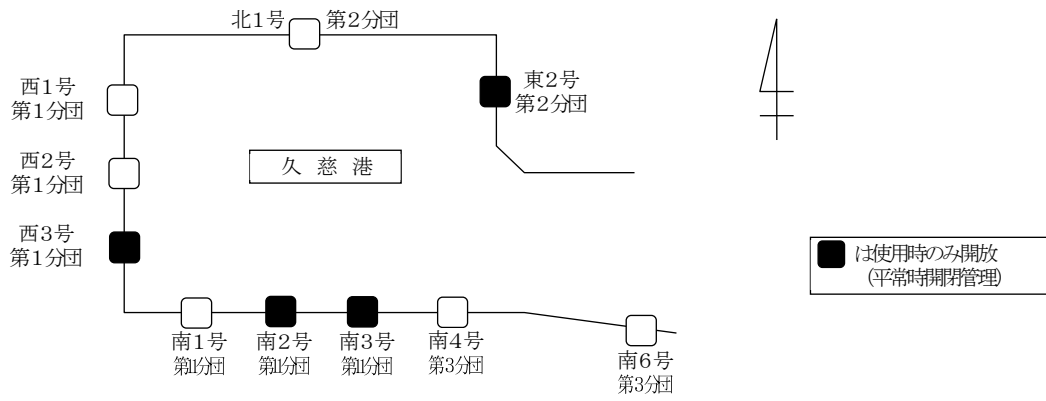 北1号 第2分団
西1号
第1分団
東2号
第2分団
西2号
第1分団
久慈港
西3号
第1分団
は使用時のみ開放
(平常時開閉管理)
南1号
第1分団
南2号
第1分団
南3号
第1分団
南4号
第3分団
南6号
第3分団